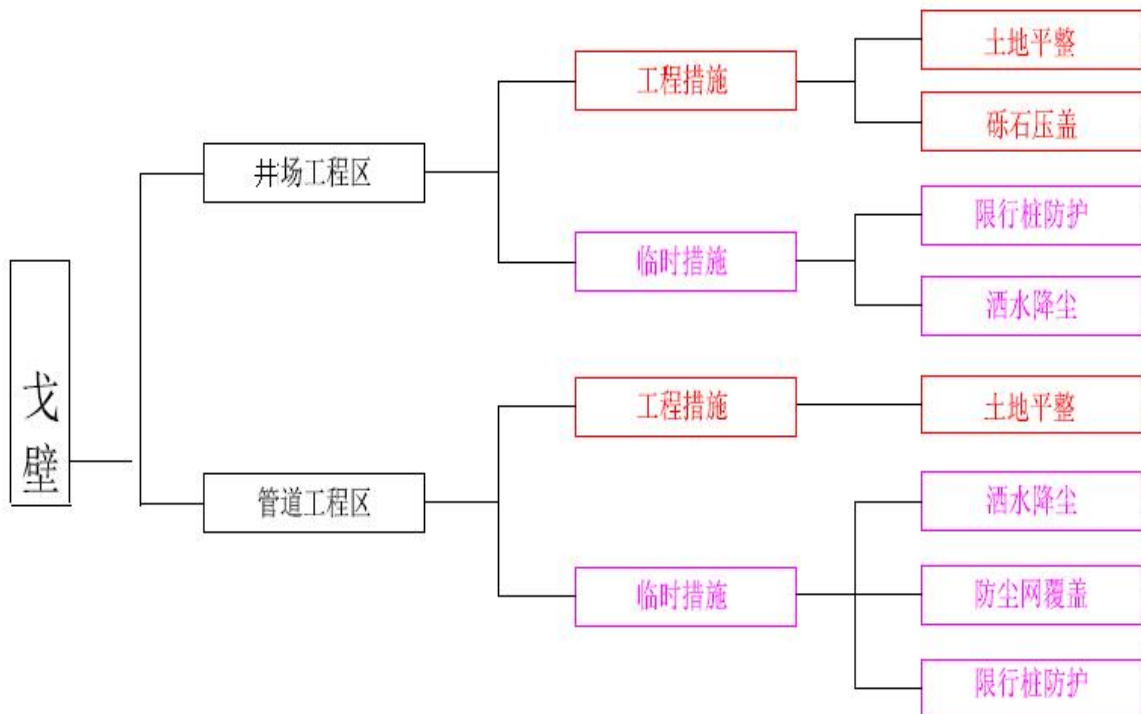 戈壁
井场工程区
工程措施
土地平整
砾石压盖
临时措施
限行桩防护
洒水降尘
管道工程区
工程措施
土地平整
临时措施
洒水降尘
防尘网覆盖
限行桩防护